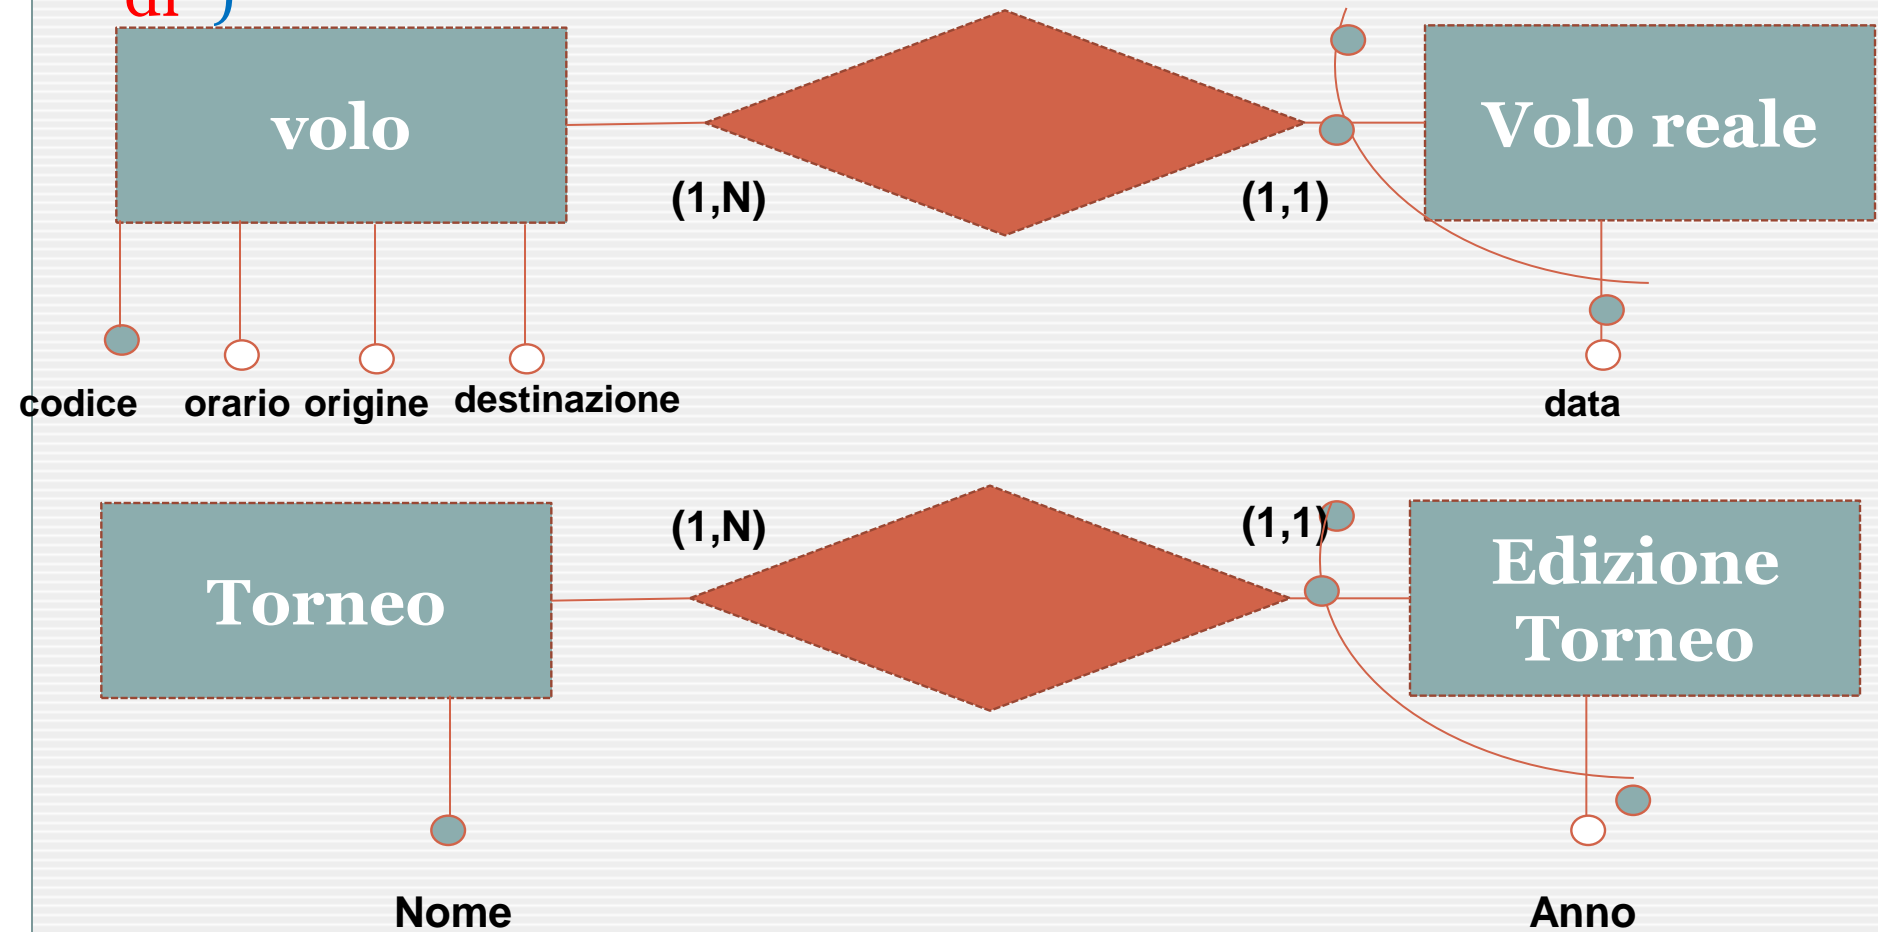 di")
volo
Volo reale
(1,N)
(1,1)
codice
orario
origine
destinazione
data
(1,N)
(1,1)
Torneo
Edizione
Torneo
Nome
Anno